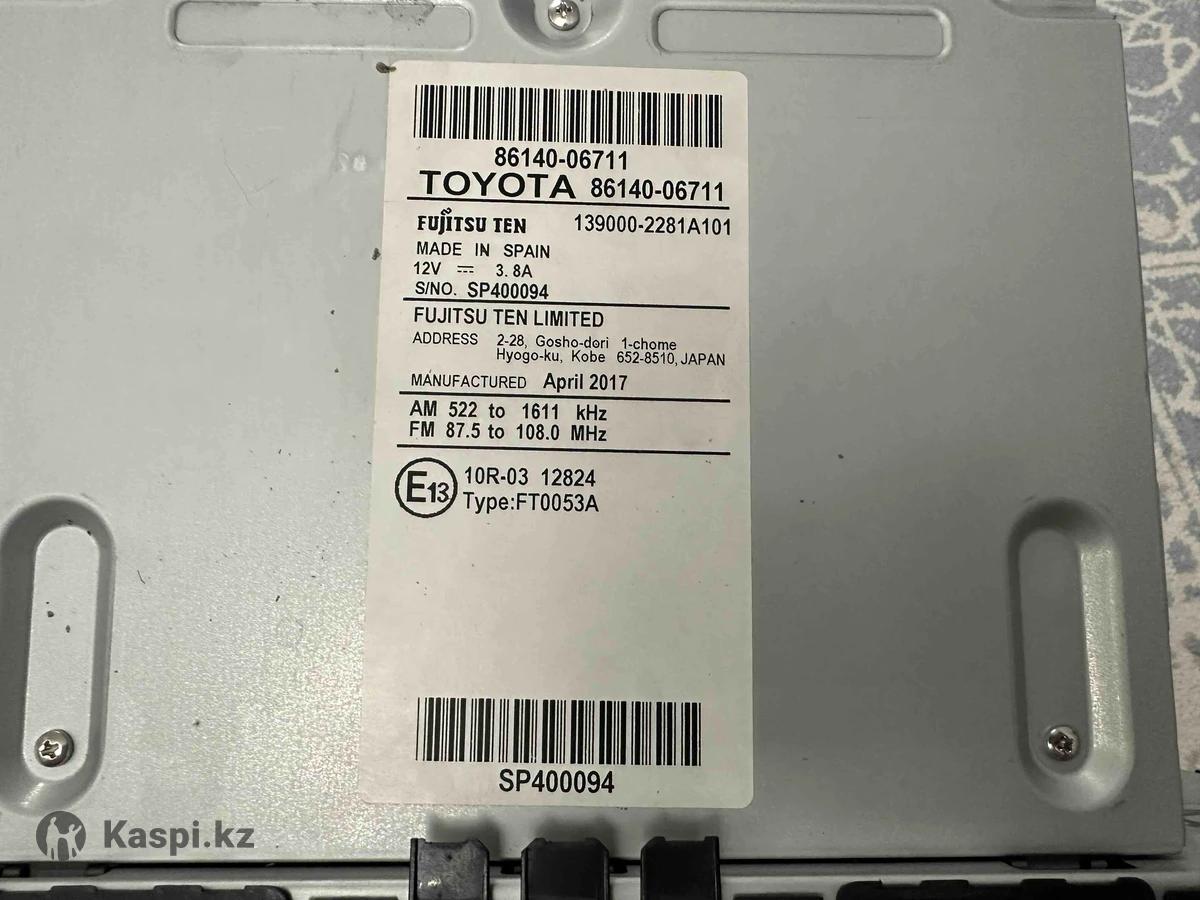 86140-06711
TOYOTA 86140-06711
FUJITSU TEN 139000-2281A101
MADE IN SPAIN
12V ⎓ 3.8A
S/NO. SP400094
FUJITSU TEN LIMITED
ADDRESS 2-28, Gosho-dori 1-chome
Hyogo-ku, Kobe 652-8510, JAPAN
MANUFACTURED April 2017
AM 522 to 1611 kHz
FM 87.5 to 108.0 MHz
E13 10R-03 12824
Type:FT0053A
SP400094
Kaspi.kz